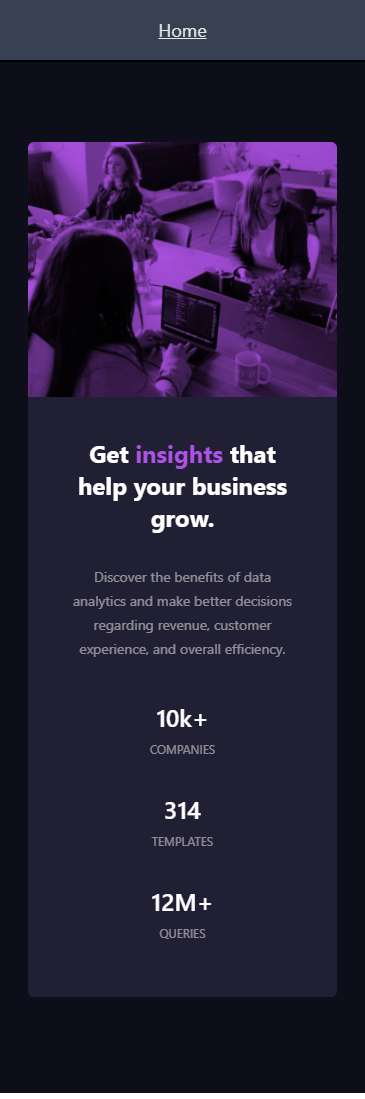 Home
Get insights that
help your business
grow.
Discover the benefits of data
analytics and make better decisions
regarding revenue, customer
experience, and overall efficiency.
10k+
COMPANIES
314
TEMPLATES
12M+
QUERIES